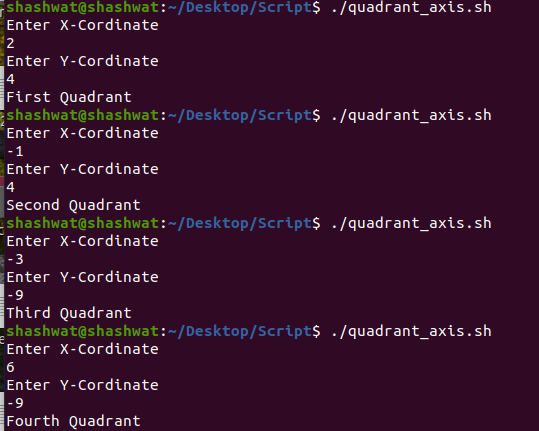 shashwat@shashwat:~/Desktop/Script$ ./quadrant_axis.sh
Enter X-Cordinate
2
Enter Y-Cordinate
4
First Quadrant
shashwat@shashwat:~/Desktop/Script$ ./quadrant_axis.sh
Enter X-Cordinate
-1
Enter Y-Cordinate
4
Second Quadrant
shashwat@shashwat:~/Desktop/Script$ ./quadrant_axis.sh
Enter X-Cordinate
-3
Enter Y-Cordinate
-9
Third Quadrant
shashwat@shashwat:~/Desktop/Script$ ./quadrant_axis.sh
Enter X-Cordinate
6
Enter Y-Cordinate
-9
Fourth Quadrant